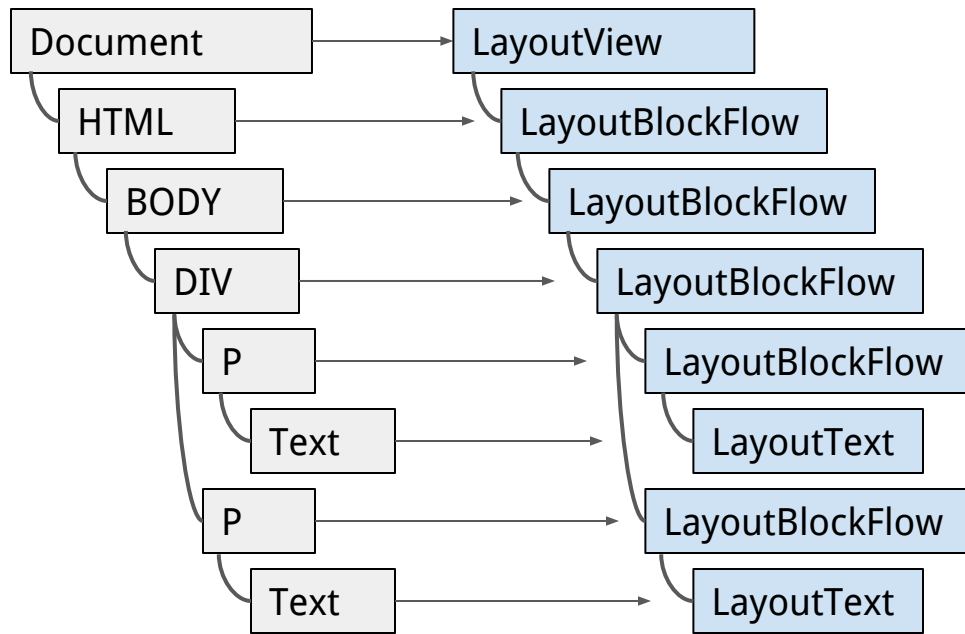 Document
LayoutView
HTML
LayoutBlockFlow
BODY
LayoutBlockFlow
DIV
LayoutBlockFlow
P
LayoutBlockFlow
Text
LayoutText
P
LayoutBlockFlow
Text
LayoutText